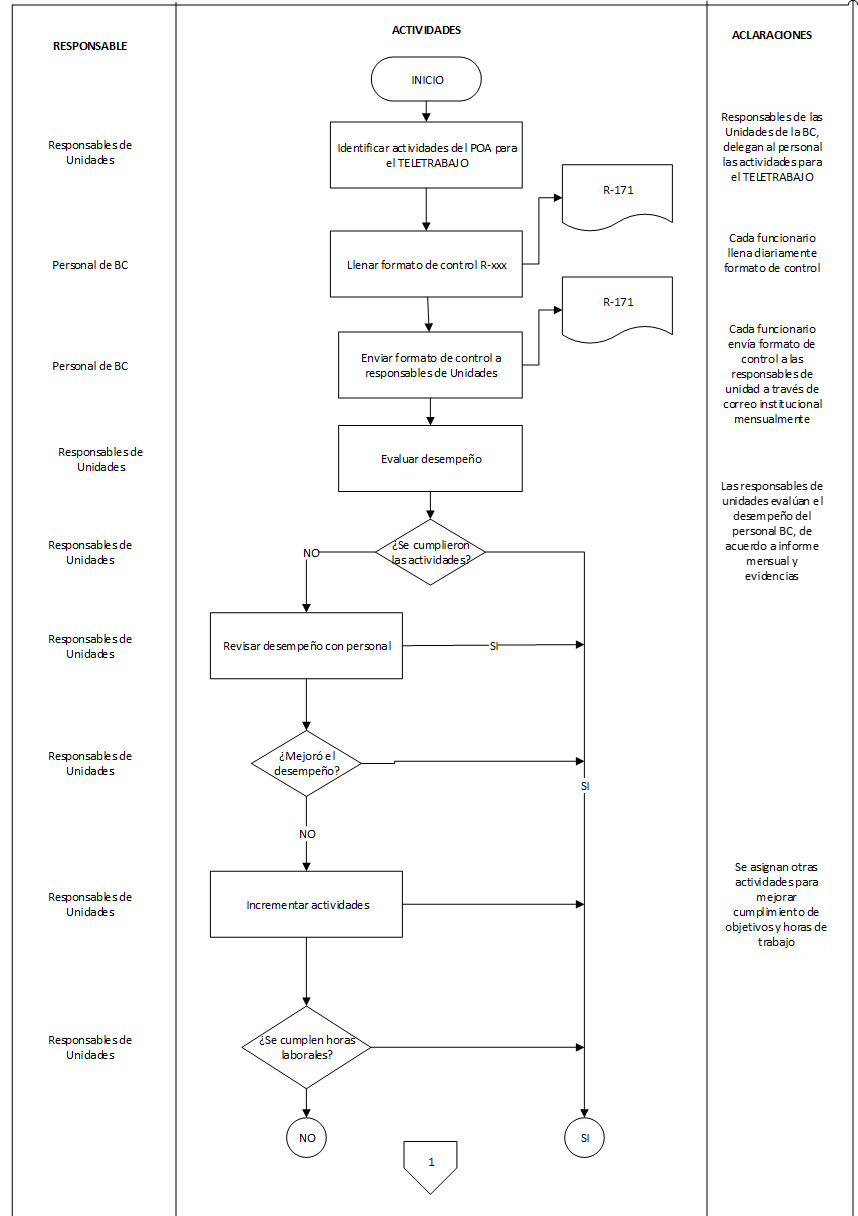 RESPONSABLE
ACTIVIDADES
ACLARACIONES
INICIO
Responsables de
Unidades
Identificar actividades del POA para
el TELETRABAJO
Responsables de las
Unidades de la BC,
delegan al personal
las actividades para
el TELETRABAJO
R-171
Personal de BC
Llenar formato de control R-xxx
Cada funcionario
llena diariamente
formato de control
R-171
Personal de BC
Enviar formato de control a
responsables de Unidades
Cada funcionario
envía formato de
control a las
responsables de
unidad a través de
correo institucional
mensualmente
Responsables de
Unidades
Evaluar desempeño
Las responsables de
unidades evalúan el
desempeño del
personal BC, de
acuerdo a informe
mensual y
evidencias
Responsables de
Unidades
NO
¿Se cumplieron
las actividades?
Responsables de
Unidades
Revisar desempeño con personal
SI
Responsables de
Unidades
¿Mejoró el
desempeño?
SI
NO
Responsables de
Unidades
Incrementar actividades
Se asignan otras
actividades para
mejorar
cumplimiento de
objetivos y horas de
trabajo
Responsables de
Unidades
¿Se cumplen horas
laborales?
NO
SI
1